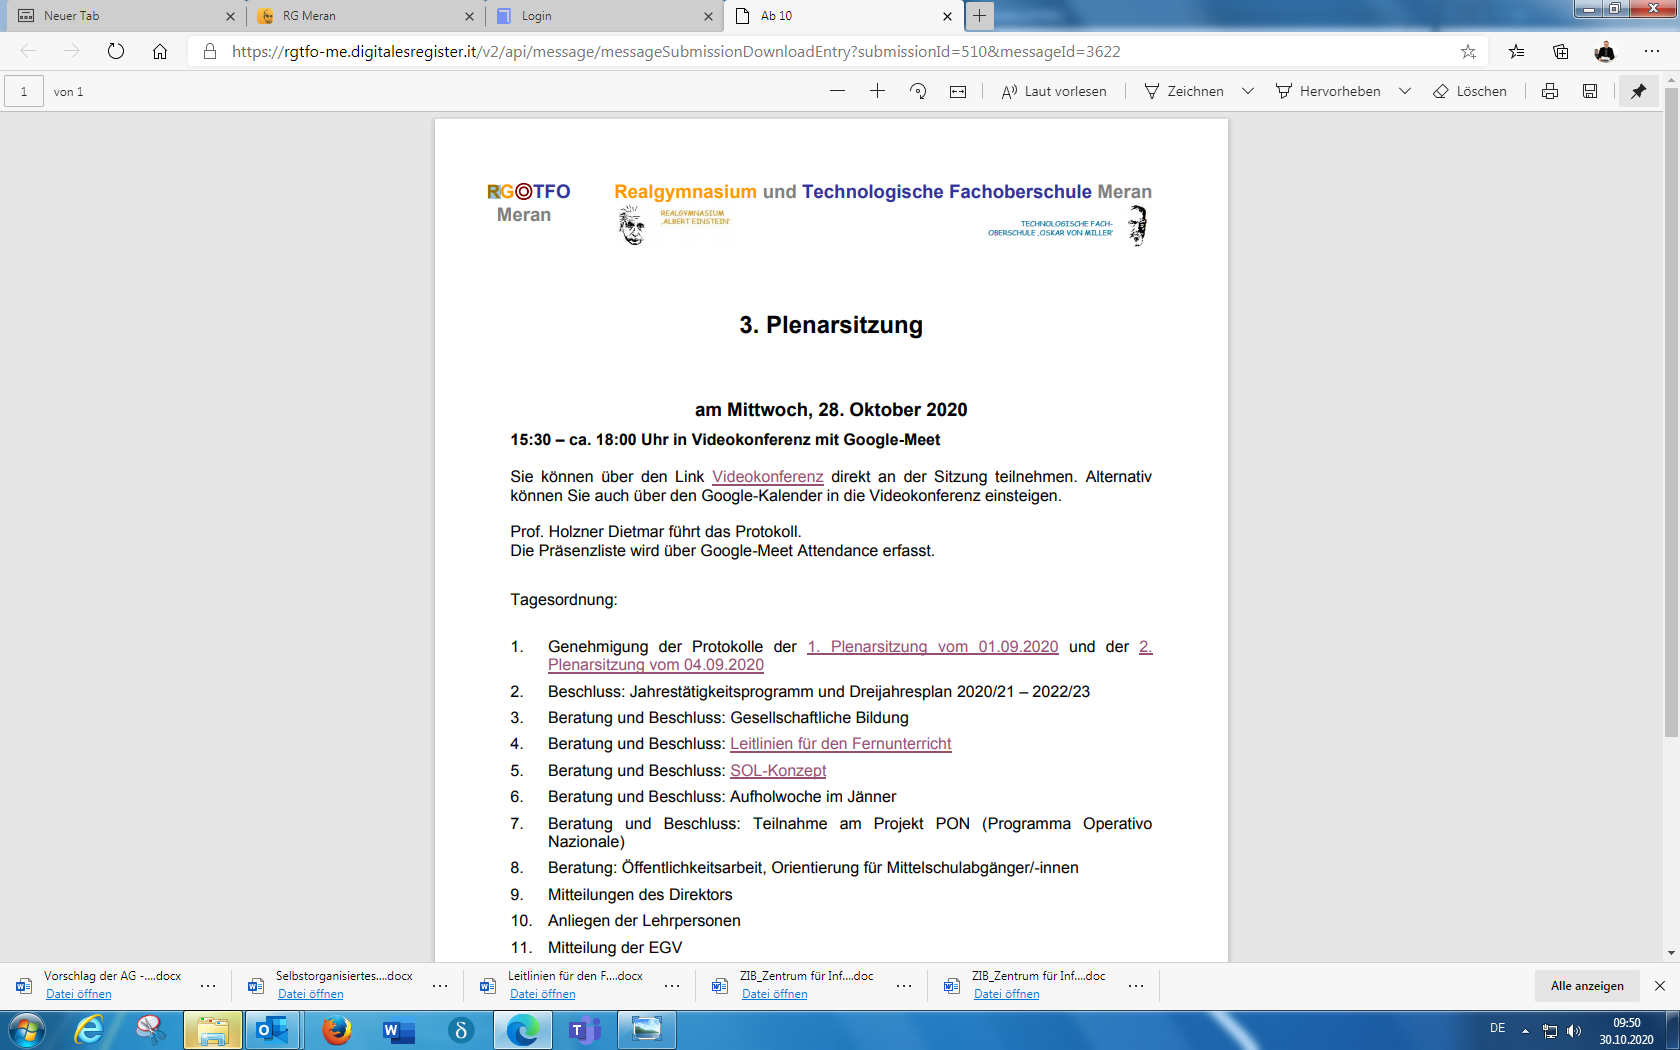 Neuer Tab
RG Meran
Login
Ab 10
https://rgtfo-me.digitalesregister.it/v2/api/message/messageSubmissionDownloadEntry?submissionId=510&messageId=3622
1 von 1
Laut vorlesen
Zeichnen
Hervorheben
Löschen
RG TFO
Meran
Realgymnasium und Technologische Fachoberschule Meran
REALGYMNASIUM
'ALBERT EINSTEIN'
TECHNOLOGISCHE FACH-
OBERSCHULE 'OSKAR VON MILLER'
3. Plenarsitzung
am Mittwoch, 28. Oktober 2020
15:30 – ca. 18:00 Uhr in Videokonferenz mit Google-Meet
Sie können über den Link Videokonferenz direkt an der Sitzung teilnehmen. Alternativ
können Sie auch über den Google-Kalender in die Videokonferenz einsteigen.
Prof. Holzner Dietmar führt das Protokoll.
Die Präsenzliste wird über Google-Meet Attendance erfasst.
Tagesordnung:
1. Genehmigung der Protokolle der 1. Plenarsitzung vom 01.09.2020 und der 2.
Plenarsitzung vom 04.09.2020
2. Beschluss: Jahrestätigkeitsprogramm und Dreijahresplan 2020/21 – 2022/23
3. Beratung und Beschluss: Gesellschaftliche Bildung
4. Beratung und Beschluss: Leitlinien für den Fernunterricht
5. Beratung und Beschluss: SOL-Konzept
6. Beratung und Beschluss: Aufholwoche im Jänner
7. Beratung und Beschluss: Teilnahme am Projekt PON (Programma Operativo
Nazionale)
8. Beratung: Öffentlichkeitsarbeit, Orientierung für Mittelschulabgänger/-innen
9. Mitteilungen des Direktors
10. Anliegen der Lehrpersonen
11. Mitteilung der EGV
Vorschlag der AG -....docx
Datei öffnen
Selbstorganisiertes....docx
Datei öffnen
Leitlinien für den F....docx
Datei öffnen
ZIB_Zentrum für Inf....doc
Datei öffnen
ZIB_Zentrum für Inf....doc
Datei öffnen
Alle anzeigen
DE
09:50
30.10.2020